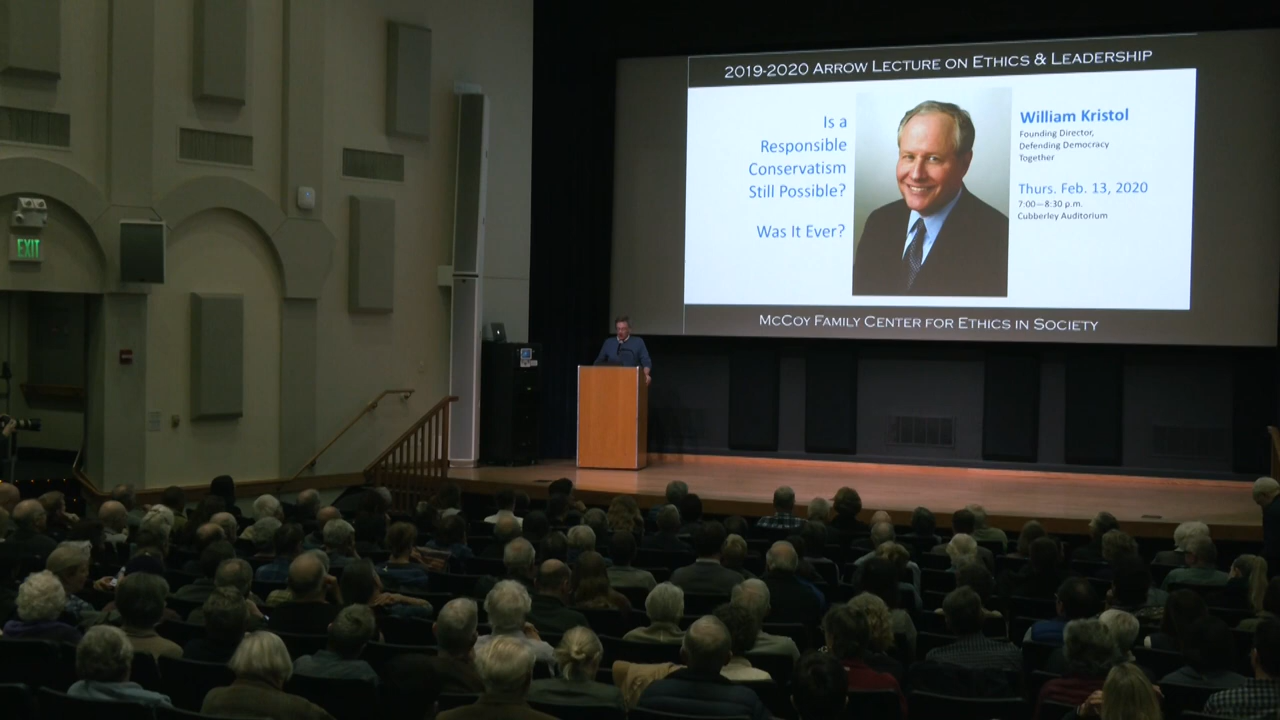 2019-2020 Arrow Lecture on Ethics & Leadership
Is a
Responsible
Conservatism
Still Possible?
Was It Ever?
William Kristol
Founding Director,
Defending Democracy
Together
Thurs. Feb. 13, 2020
7:00—8:30 p.m.
Cubberley Auditorium
McCoy Family Center for Ethics in Society
EXIT